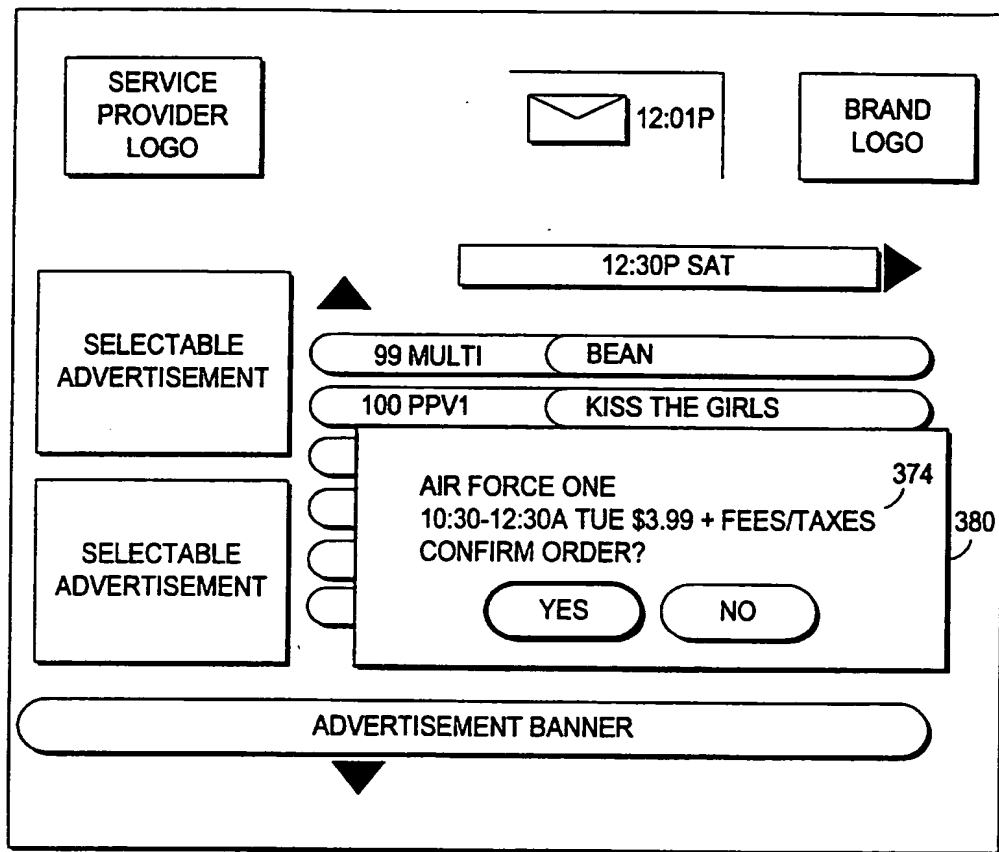 SERVICE
PROVIDER
LOGO
12:01P
BRAND
LOGO
12:30P SAT
SELECTABLE
ADVERTISEMENT
99 MULTI BEAN
100 PPV1 KISS THE GIRLS
SELECTABLE
ADVERTISEMENT
AIR FORCE ONE
374
10:30-12:30A TUE $3.99 + FEES/TAXES
380
CONFIRM ORDER?
YES NO
ADVERTISEMENT BANNER